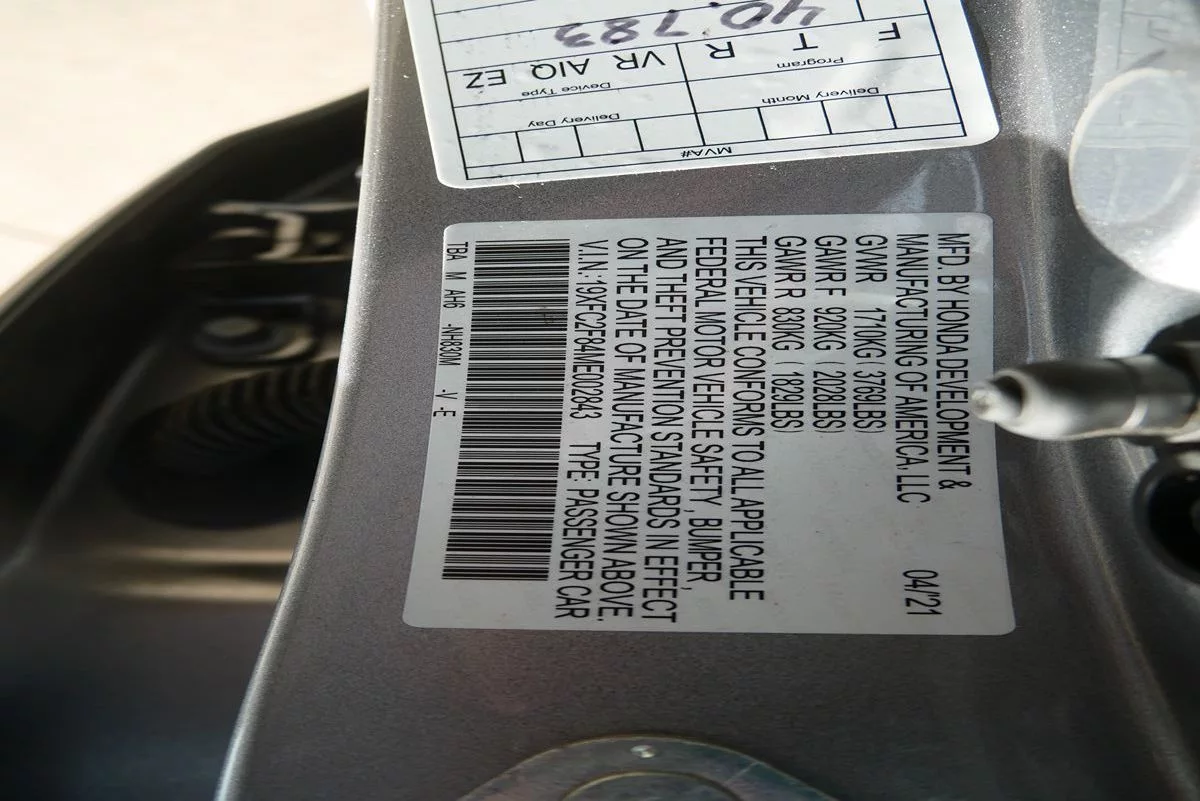 40,783
F T R VR AIQ EZ
Program Device Type
Delivery Month Delivery Day
MVA#
MFD. BY HONDA DEVELOPMENT &
MANUFACTURING OF AMERICA, LLC 04/'21
GVWR 1710KG ( 3769LBS)
GAWR F 920KG ( 2028LBS)
GAWR R 830KG ( 1829LBS)
THIS VEHICLE CONFORMS TO ALL APPLICABLE
FEDERAL MOTOR VEHICLE SAFETY, BUMPER,
AND THEFT PREVENTION STANDARDS IN EFFECT
ON THE DATE OF MANUFACTURE SHOWN ABOVE.
V.I.N.: 19XFC2F84ME002843 TYPE: PASSENGER CAR
TBA M AH6 -NH830M -V -E